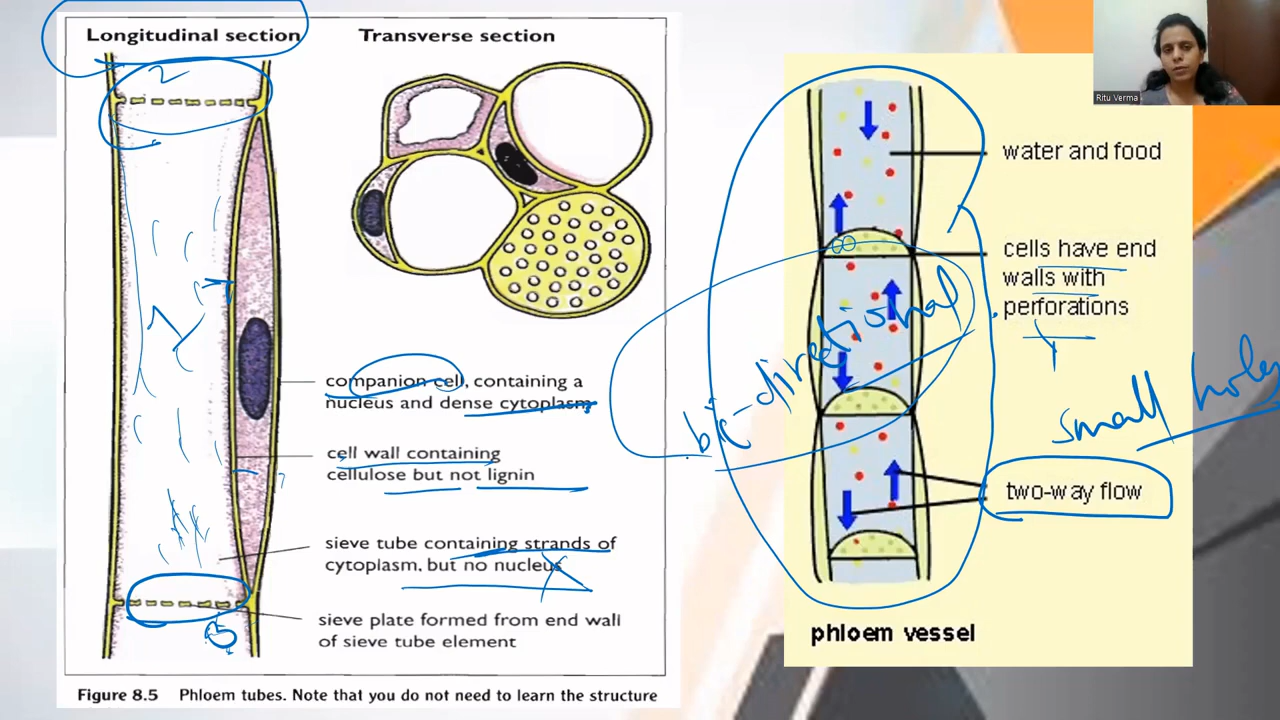 Longitudinal section
Transverse section
2
companion cell, containing a
nucleus and dense cytoplasm
cell wall containing
cellulose but not lignin
sieve tube containing strands of
cytoplasm, but no nucleus
sieve plate formed from end wall
of sieve tube element
Figure 8.5 Phloem tubes. Note that you do not need to learn the structure
Ritu Verma
water and food
cells have end
walls with
perforations
small holes
bi-directional
two-way flow
phloem vessel